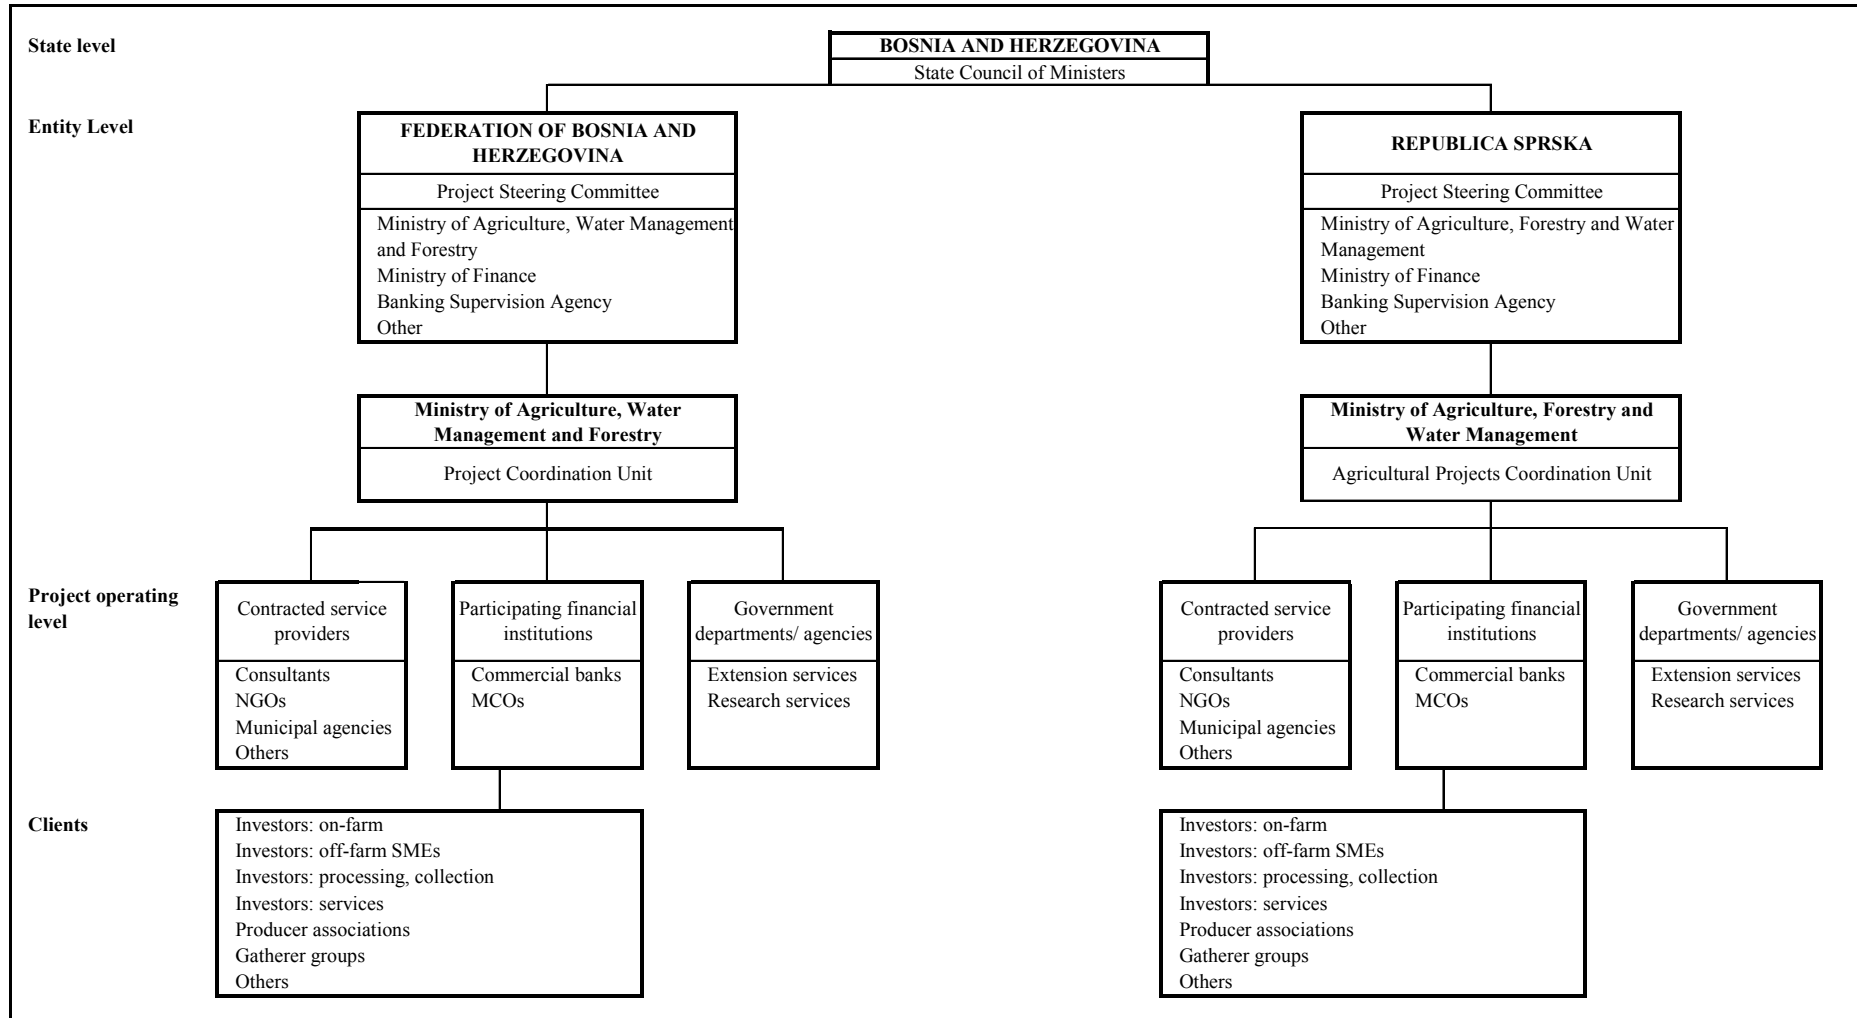 State level
BOSNIA AND HERZEGOVINA
State Council of Ministers
Entity Level
FEDERATION OF BOSNIA AND
HERZEGOVINA
Project Steering Committee
Ministry of Agriculture, Water Management
and Forestry
Ministry of Finance
Banking Supervision Agency
Other
REPUBLICA SPRSKA
Project Steering Committee
Ministry of Agriculture, Forestry and Water
Management
Ministry of Finance
Banking Supervision Agency
Other
Ministry of Agriculture, Water
Management and Forestry
Project Coordination Unit
Ministry of Agriculture, Forestry and
Water Management
Agricultural Projects Coordination Unit
Project operating
level
Contracted service
providers
Consultants
NGOs
Municipal agencies
Others
Participating financial
institutions
Commercial banks
MCOs
Government
departments/ agencies
Extension services
Research services
Contracted service
providers
Consultants
NGOs
Municipal agencies
Others
Participating financial
institutions
Commercial banks
MCOs
Government
departments/ agencies
Extension services
Research services
Clients
Investors: on-farm
Investors: off-farm SMEs
Investors: processing, collection
Investors: services
Producer associations
Gatherer groups
Others
Investors: on-farm
Investors: off-farm SMEs
Investors: processing, collection
Investors: services
Producer associations
Gatherer groups
Others